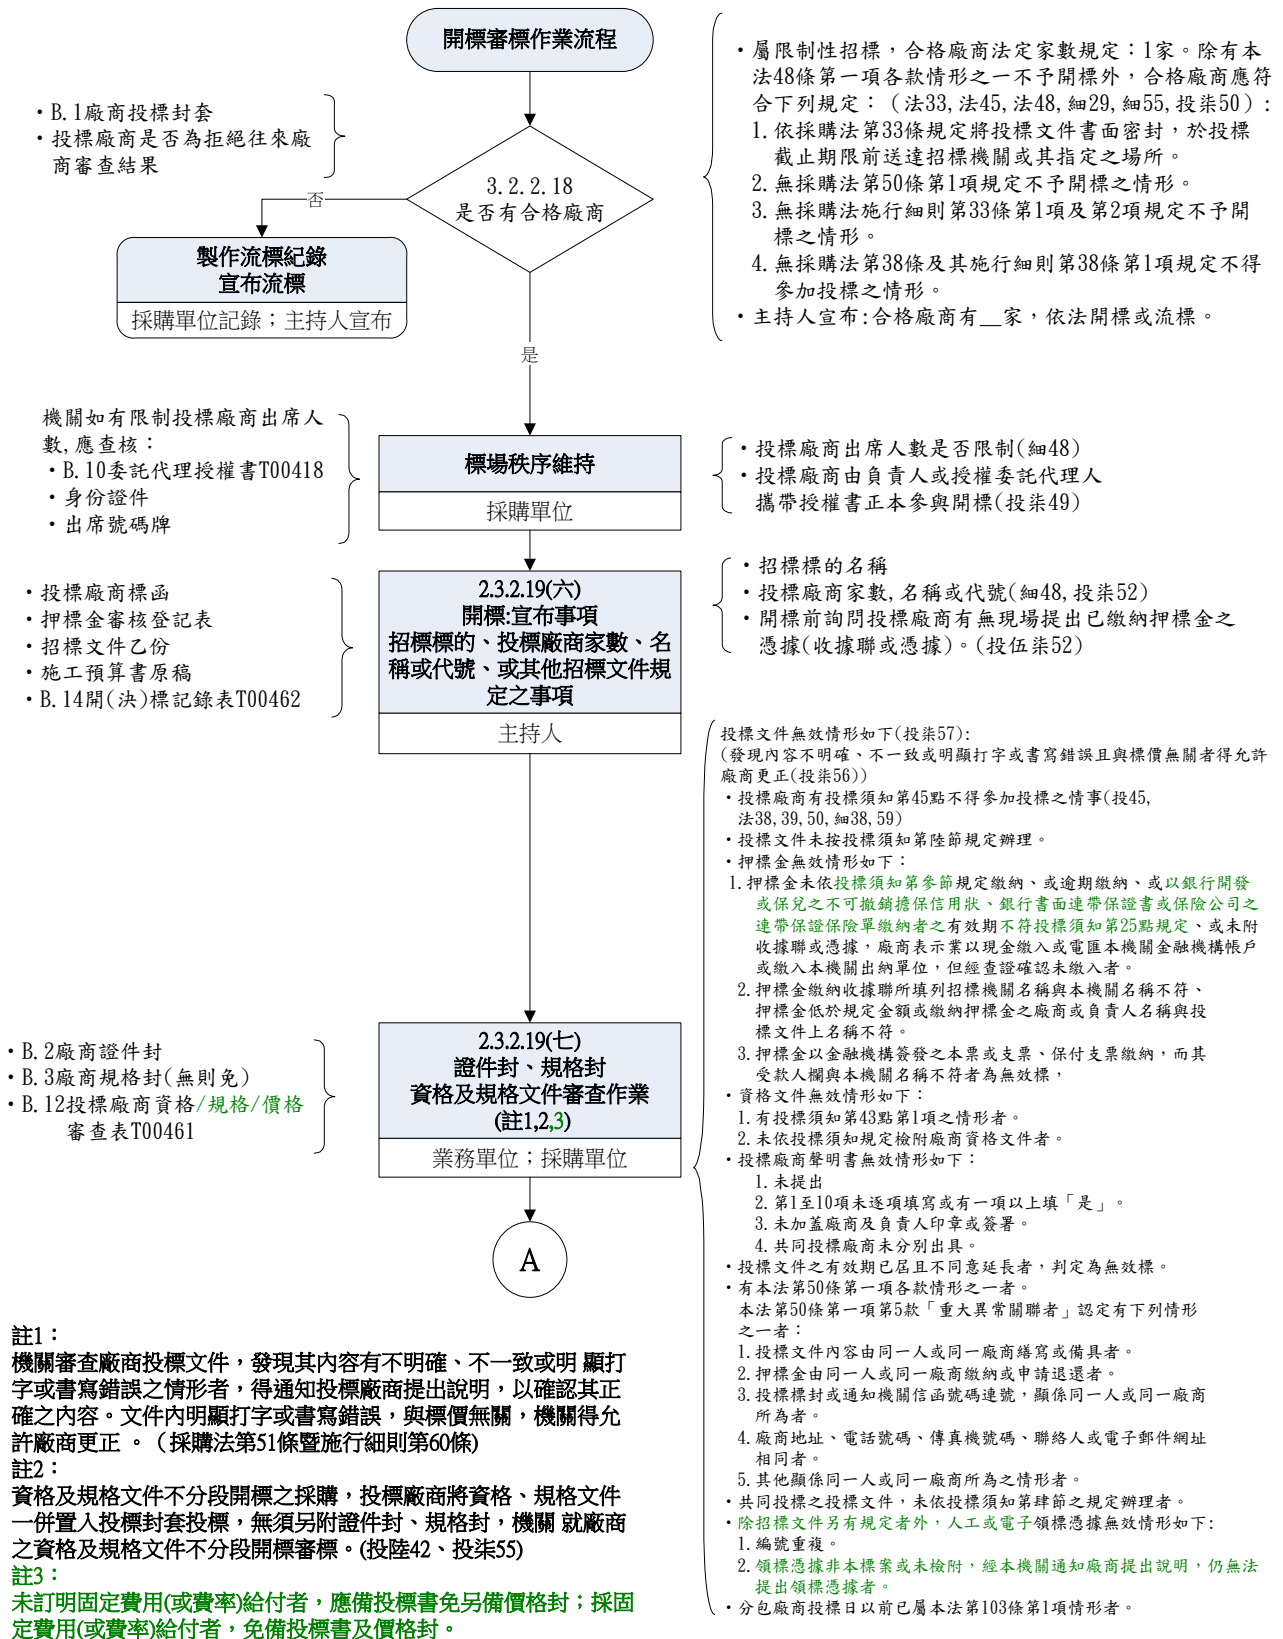 開標審標作業流程
・B.1廠商投標封套
・投標廠商是否為拒絕往來廠
商審查結果
3.2.2.18
是否有合格廠商
否
製作流標紀錄
宣布流標
採購單位記錄；主持人宣布
是
・屬限制性招標，合格廠商法定家數規定：1家。除有本
法48條第一項各款情形之一不予開標外，合格廠商應符
合下列規定：（法33,法45,法48,細29,細55,投柒50）:
1.依採購法第33條規定將投標文件書面密封，於投標
截止期限前送達招標機關或其指定之場所。
2.無採購法第50條第1項規定不予開標之情形。
3.無採購法施行細則第33條第1項及第2項規定不予開
標之情形。
4.無採購法第38條及其施行細則第38條第1項規定不得
參加投標之情形。
・主持人宣布:合格廠商有__家，依法開標或流標。
機關如有限制投標廠商出席人
數,應查核：
・B.10委託代理授權書T00418
・身份證件
・出席號碼牌
標場秩序維持
採購單位
・投標廠商出席人數是否限制(細48)
・投標廠商由負責人或授權委託代理人
攜帶授權書正本參與開標(投柒49)
・投標廠商標函
・押標金審核登記表
・招標文件乙份
・施工預算書原稿
・B.14開(決)標記錄表T00462
2.3.2.19(六)
開標:宣布事項
招標標的、投標廠商家數、名
稱或代號、或其他招標文件規
定之事項
主持人
・招標標的名稱
・投標廠商家數,名稱或代號(細48,投柒52)
・開標前詢問投標廠商有無現場提出已繳納押標金之
憑據(收據聯或憑據)。(投伍柒52)
・B.2廠商證件封
・B.3廠商規格封(無則免)
・B.12投標廠商資格/規格/價格
審查表T00461
2.3.2.19(七)
證件封、規格封
資格及規格文件審查作業
(註1,2,3)
業務單位；採購單位
A
投標文件無效情形如下(投柒57):
(發現內容不明確、不一致或明顯打字或書寫錯誤且與標價無關者得允許
廠商更正(投柒56))
・投標廠商有投標須知第45點不得參加投標之情事(投45,
法38,39,50,細38,59)
・投標文件未按投標須知第陸節規定辦理。
・押標金無效情形如下：
1.押標金未依投標須知第參節規定繳納、或逾期繳納、或以銀行開發
或保兌之不可撤銷擔保信用狀、銀行書面連帶保證書或保險公司之
連帶保證保險單繳納者之有效期不符投標須知第25點規定、或未附
收據聯或憑據，廠商表示業以現金繳入或電匯本機關金融機構帳戶
或繳入本機關出納單位，但經查證確認未繳入者。
2.押標金繳納收據聯所填列招標機關名稱與本機關名稱不符、
押標金低於規定金額或繳納押標金之廠商或負責人名稱與投
標文件上名稱不符。
3.押標金以金融機構簽發之本票或支票、保付支票繳納，而其
受款人欄與本機關名稱不符者為無效標，
・資格文件無效情形如下：
1.有投標須知第43點第1項之情形者。
2.未依投標須知規定檢附廠商資格文件者。
・投標廠商聲明書無效情形如下：
1.未提出
2.第1至10項未逐項填寫或有一項以上填「是」。
3.未加蓋廠商及負責人印章或簽署。
4.共同投標廠商未分別出具。
・投標文件之有效期已屆且不同意延長者，判定為無效標。
・有本法第50條第一項各款情形之一者。
本法第50條第一項第5款「重大異常關聯者」認定有下列情形
之一者：
1.投標文件內容由同一人或同一廠商繕寫或備具者。
2.押標金由同一人或同一廠商繳納或申請退還者。
3.投標標封或通知機關信函號碼連號，顯係同一人或同一廠商
所為者。
4.廠商地址、電話號碼、傳真機號碼、聯絡人或電子郵件網址
相同者。
5.其他顯係同一人或同一廠商所為之情形者。
・共同投標之投標文件，未依投標須知第肆節之規定辦理者。
・除招標文件另有規定者外，人工或電子領標憑據無效情形如下:
1.編號重複。
2.領標憑據非本標案或未檢附，經本機關通知廠商提出說明，仍無法
提出領標憑據者。
・分包廠商投標日以前已屬本法第103條第1項情形者。
註1：
機關審查廠商投標文件，發現其內容有不明確、不一致或明 顯打
字或書寫錯誤之情形者，得通知投標廠商提出說明，以確認其正
確之內容。文件內明顯打字或書寫錯誤，與標價無關，機關得允
許廠商更正 。（採購法第51條暨施行細則第60條)
註2：
資格及規格文件不分段開標之採購，投標廠商將資格、規格文件
一併置入投標封套投標，無須另附證件封、規格封，機關 就廠商
之資格及規格文件不分段開標審標。(投陸42、投柒55)
註3：
未訂明固定費用(或費率)給付者，應備投標書免另備價格封；採固
定費用(或費率)給付者，免備投標書及價格封。